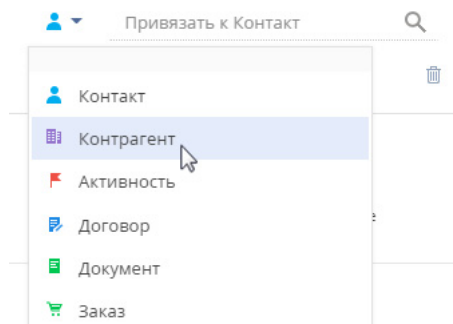 Привязать к Контакт
Контакт
Контрагент
Активность
Договор
Документ
Заказ